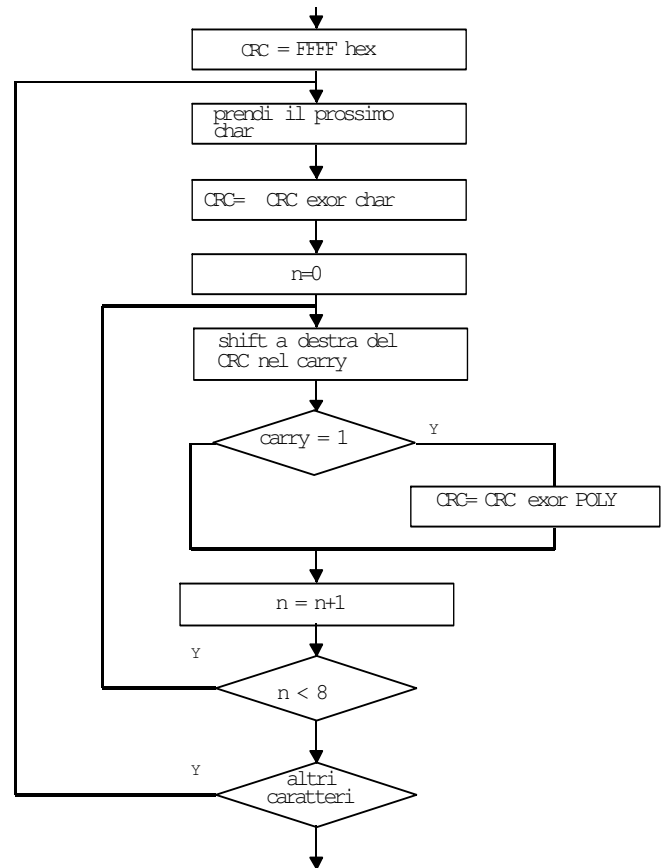 CRC = FFFF hex
prendi il prossimo
char
CRC= CRC exor char
n=0
shift a destra del
CRC nel carry
carry = 1
Y
CRC= CRC exor POLY
n = n+1
Y
n < 8
Y
altri
caratteri